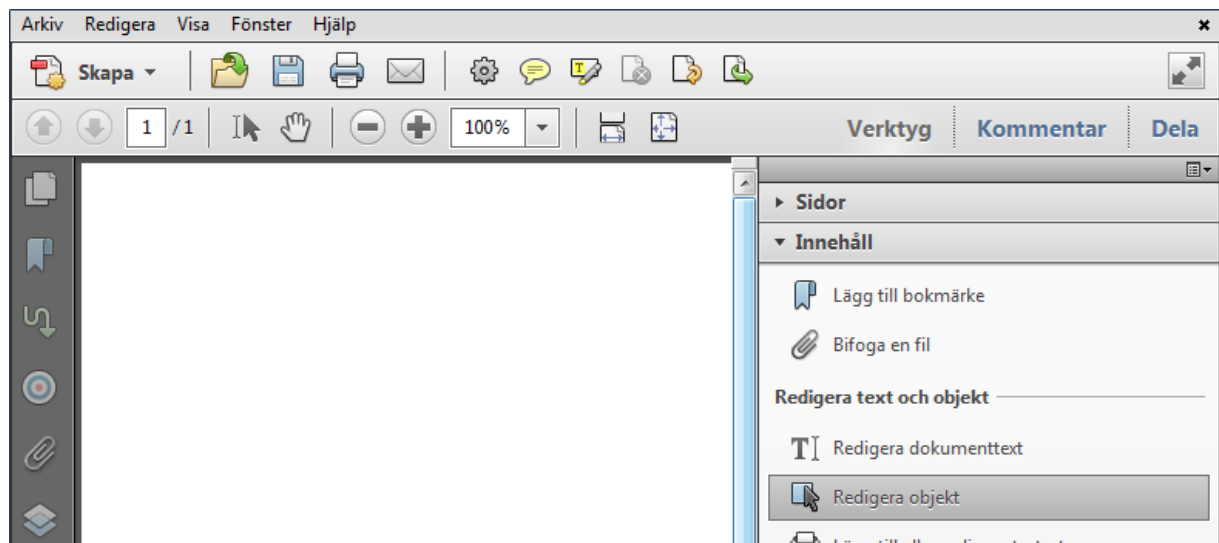 Arkiv Redigera Visa Fönster Hjälp
Skapa
1 /1 100% Verktyg Kommentar Dela
Sidor
Innehåll
Lägg till bokmärke
Bifoga en fil
Redigera text och objekt
Redigera dokumenttext
Redigera objekt